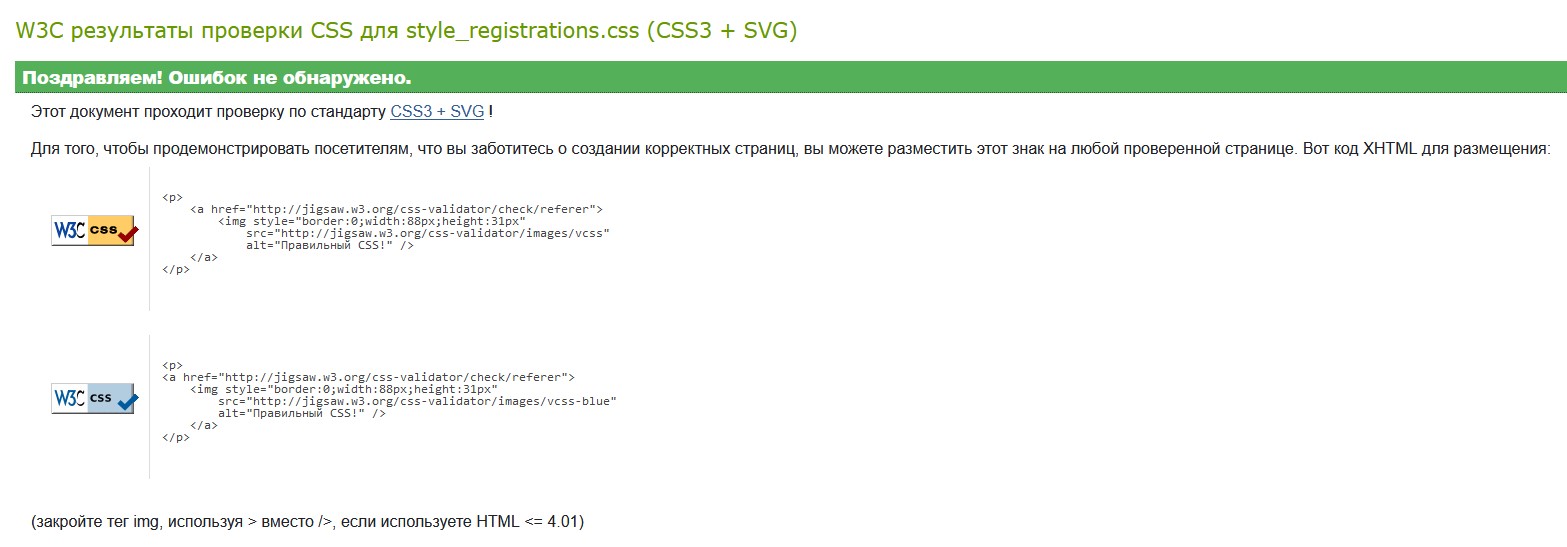 W3C результаты проверки CSS для style_registrations.css (CSS3 + SVG)
Поздравляем! Ошибок не обнаружено.
Этот документ проходит проверку по стандарту CSS3 + SVG !
Для того, чтобы продемонстрировать посетителям, что вы заботитесь о создании корректных страниц, вы можете разместить этот знак на любой проверенной странице. Вот код XHTML для размещения:
W3C css
<p>
<a href="http://jigsaw.w3.org/css-validator/check/referer">
<img style="border:0;width:88px;height:31px"
src="http://jigsaw.w3.org/css-validator/images/vcss"
alt="Правильный CSS!" />
</a>
</p>
W3C css
<p>
<a href="http://jigsaw.w3.org/css-validator/check/referer">
<img style="border:0;width:88px;height:31px"
src="http://jigsaw.w3.org/css-validator/images/vcss-blue"
alt="Правильный CSS!" />
</a>
</p>
(закройте тег img, используя > вместо />, если используете HTML <= 4.01)